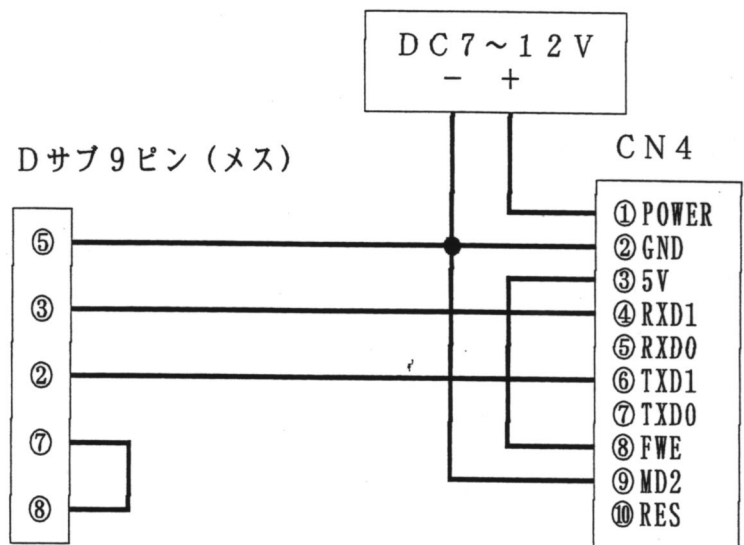 DC7～12V
－ ＋
Dサブ9ピン（メス）
⑤
③
②
⑦
⑧
CN4
①POWER
②GND
③5V
④RXD1
⑤RXD0
⑥TXD1
⑦TXD0
⑧FWE
⑨MD2
⑩RES